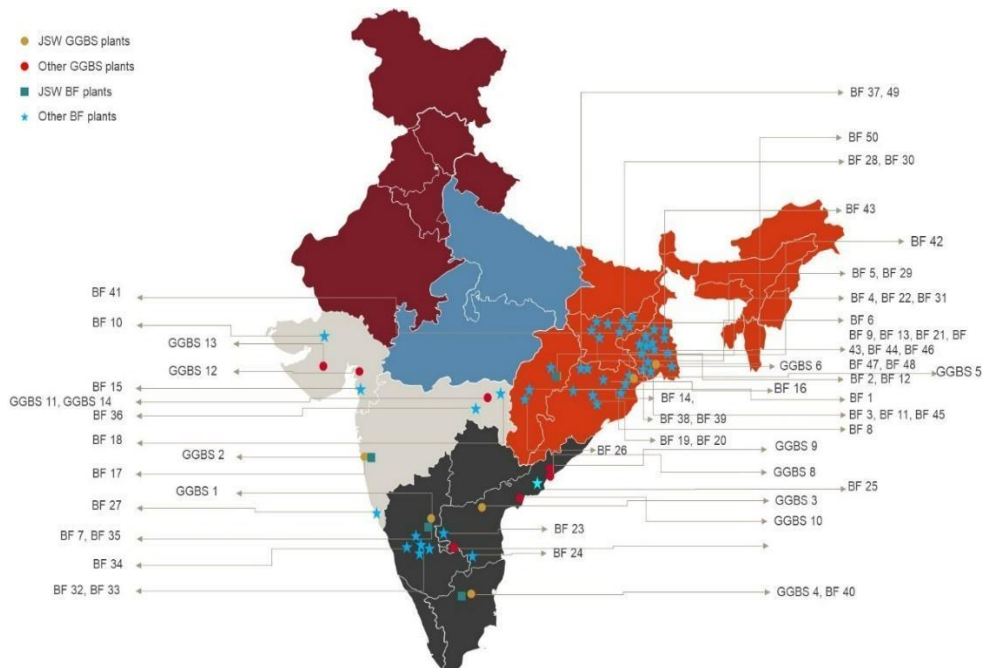 JSW GGBS plants
Other GGBS plants
JSW BF plants
Other BF plants
BF 37, 49
BF 50
BF 28, BF 30
BF 43
BF 42
BF 5, BF 29
BF 4, BF 22, BF 31
BF 6
BF 9, BF 13, BF 21, BF
43, BF 44, BF 46
BF 47, BF 48
GGBS 6
GGBS 5
BF 2, BF 12
BF 16
BF 1
BF 14,
BF 3, BF 11, BF 45
BF 38, BF 39
BF 8
BF 19, BF 20
GGBS 9
BF 26
GGBS 8
BF 25
GGBS 3
GGBS 10
BF 23
BF 24
GGBS 4, BF 40
BF 41
BF 10
GGBS 13
GGBS 12
BF 15
GGBS 11, GGBS 14
BF 36
BF 18
GGBS 2
BF 17
GGBS 1
BF 27
BF 7, BF 35
BF 34
BF 32, BF 33